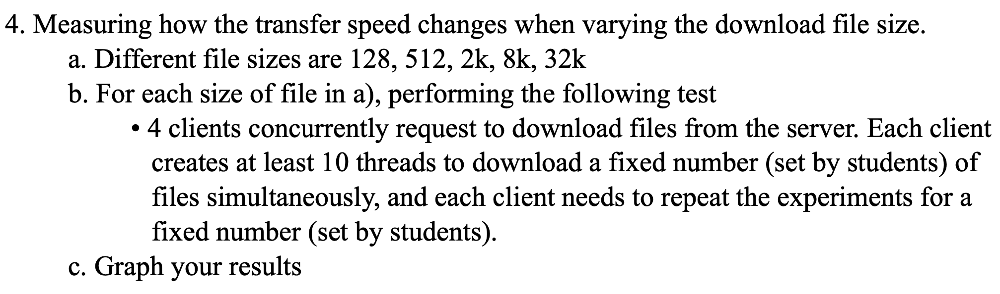 4. Measuring how the transfer speed changes when varying the download file size.
a. Different file sizes are 128, 512, 2k, 8k, 32k
b. For each size of file in a), performing the following test
• 4 clients concurrently request to download files from the server. Each client
creates at least 10 threads to download a fixed number (set by students) of
files simultaneously, and each client needs to repeat the experiments for a
fixed number (set by students).
c. Graph your results